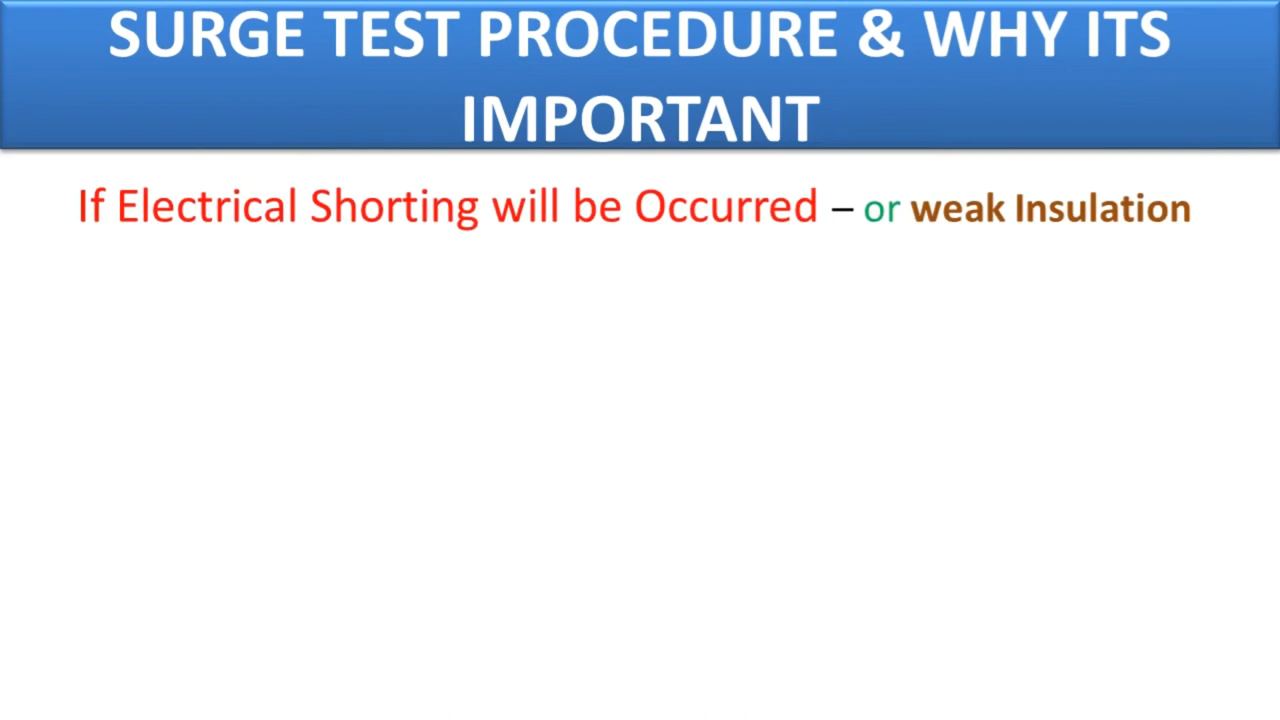 SURGE TEST PROCEDURE & WHY ITS
IMPORTANT
If Electrical Shorting will be Occurred – or weak Insulation